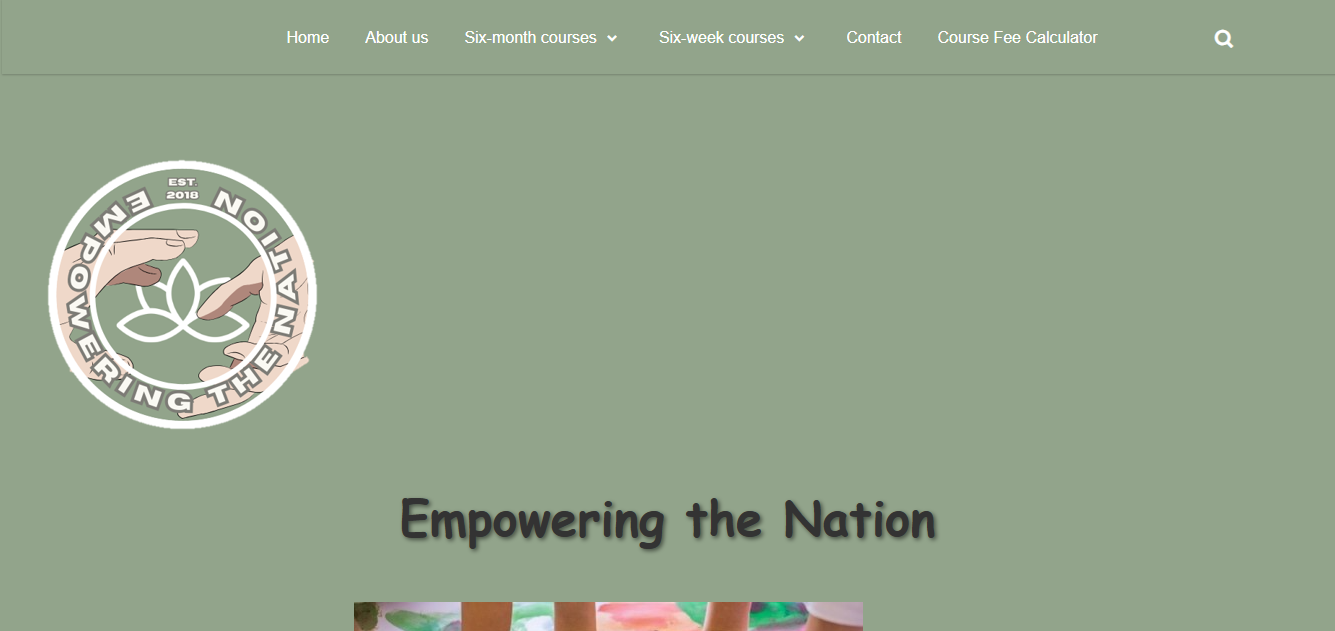 Home About us Six-month courses Six-week courses Contact Course Fee Calculator
EST.
2018
EMPOWERING THE NATION
Empowering the Nation